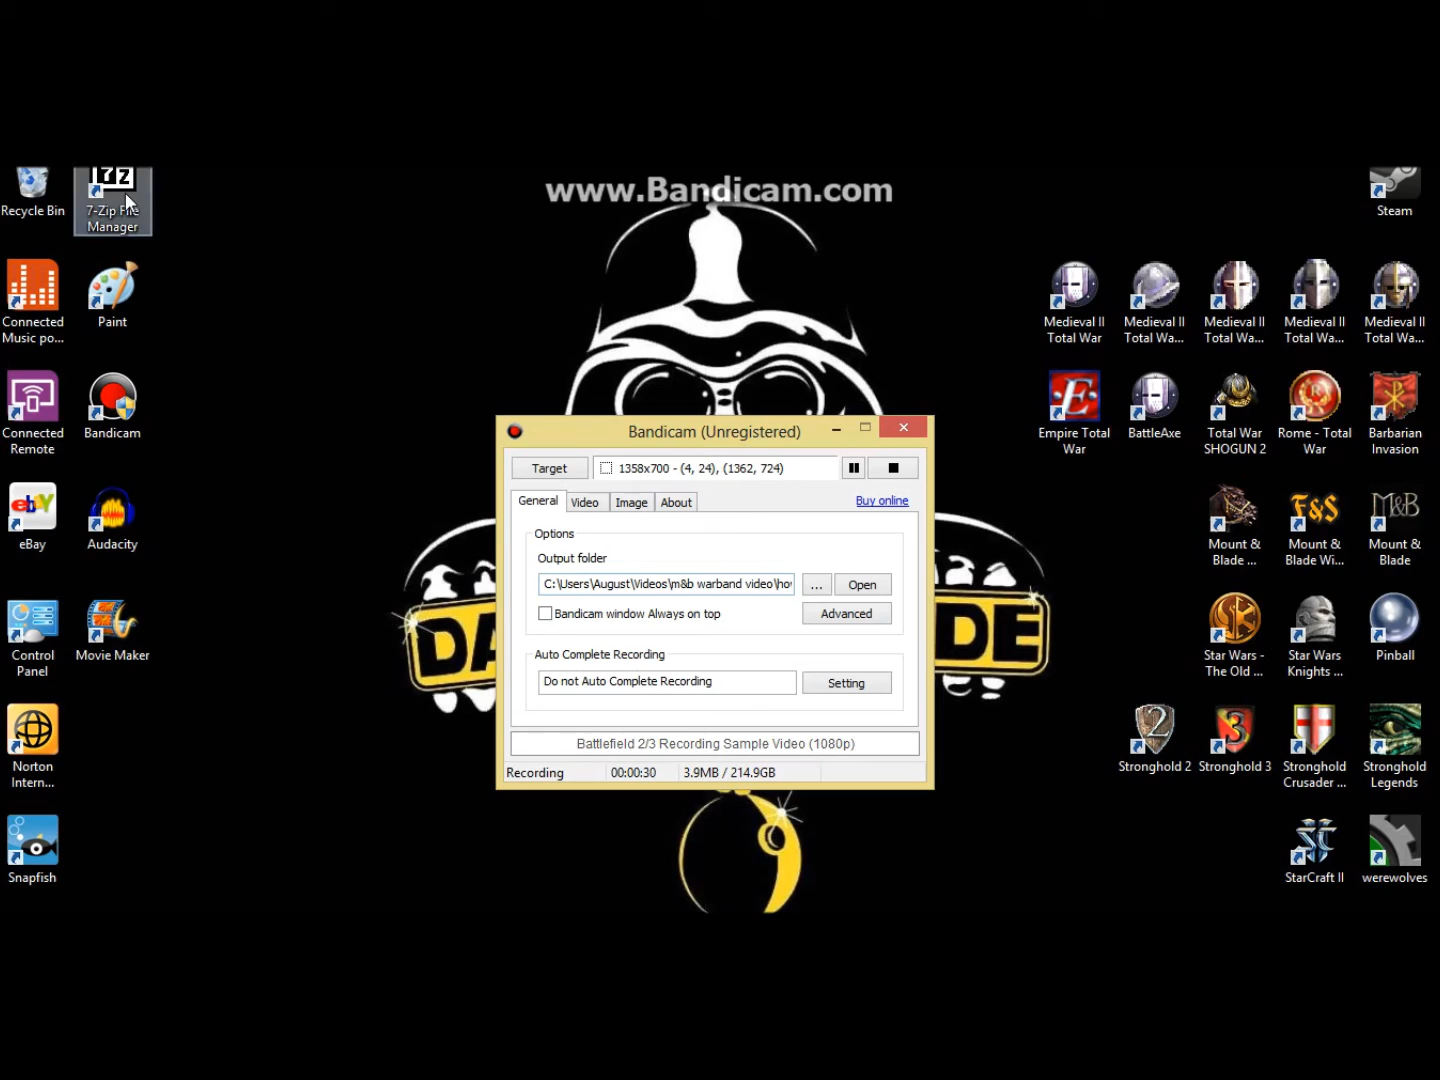 www.Bandicam.com
Recycle Bin
7-Zip File
Manager
Steam
Connected
Music po...
Paint
Medieval II
Total War
Medieval II
Total Wa...
Medieval II
Total Wa...
Medieval II
Total Wa...
Medieval II
Total Wa...
Connected
Remote
Bandicam
Empire Total
War
BattleAxe
Total War
SHOGUN 2
Rome - Total
War
Barbarian
Invasion
Bandicam (Unregistered)
Target
1358x700 - (4, 24), (1362, 724)
General
Video
Image
About
Buy online
Options
Output folder
C:\Users\August\Videos\m&b warband video\ho
...
Open
Bandicam window Always on top
Advanced
Auto Complete Recording
Do not Auto Complete Recording
Setting
Battlefield 2/3 Recording Sample Video (1080p)
Recording
00:00:30
3.9MB / 214.9GB
eBay
Audacity
Mount &
Blade ...
Mount &
Blade Wi...
F&S
M&B
Mount &
Blade
Control
Panel
Movie Maker
DA
DE
Star Wars -
The Old ...
Star Wars
Knights ...
Pinball
Norton
Intern...
Stronghold 2
Stronghold 3
Stronghold
Crusader ...
Stronghold
Legends
Snapfish
StarCraft II
werewolves